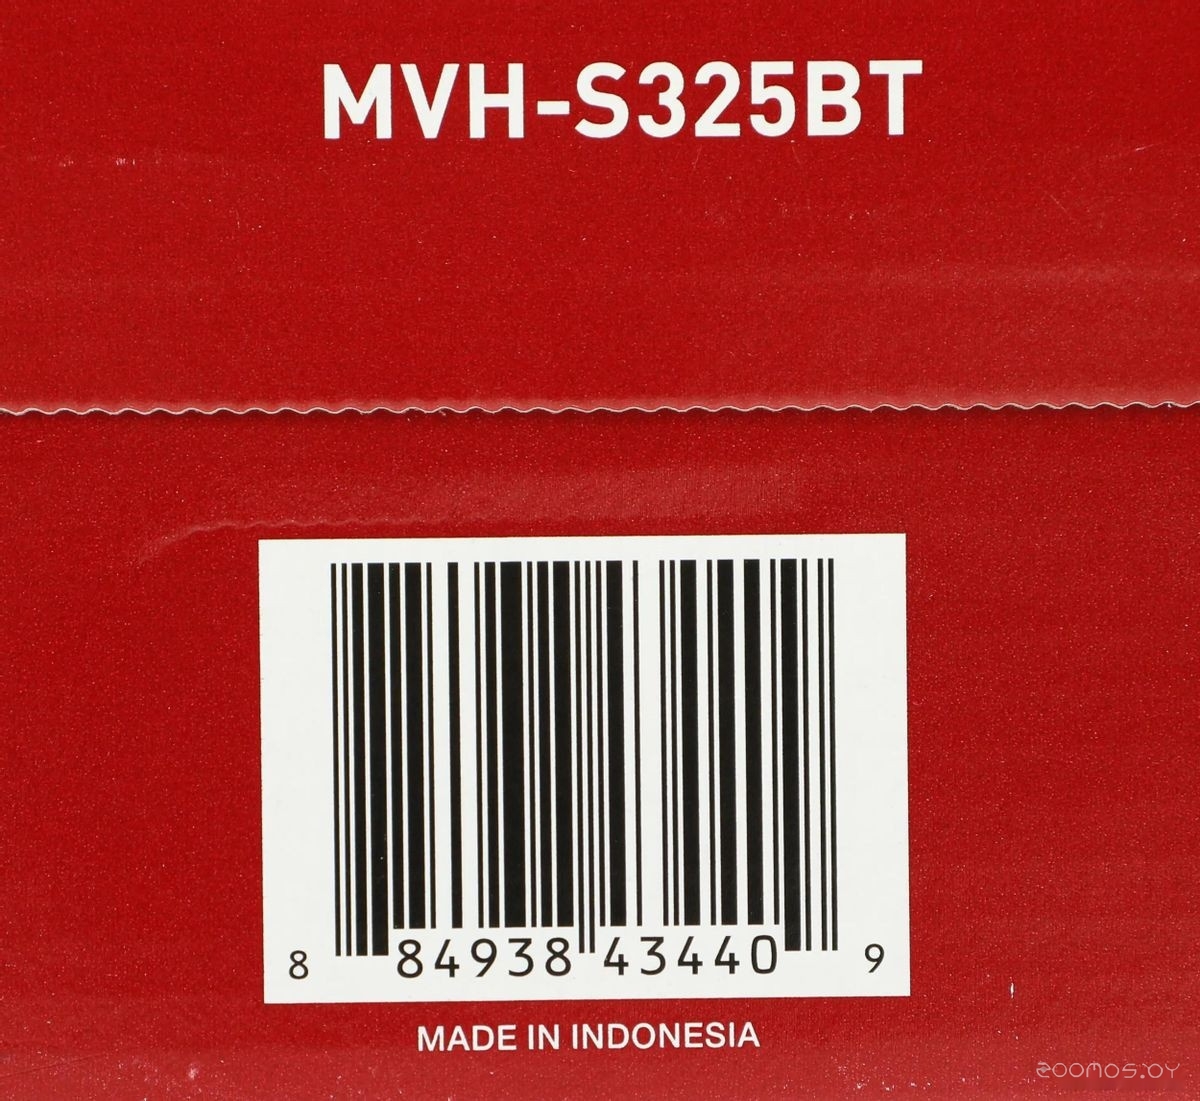 MVH-S325BT
8 84938 43440 9
MADE IN INDONESIA
zoomos.by